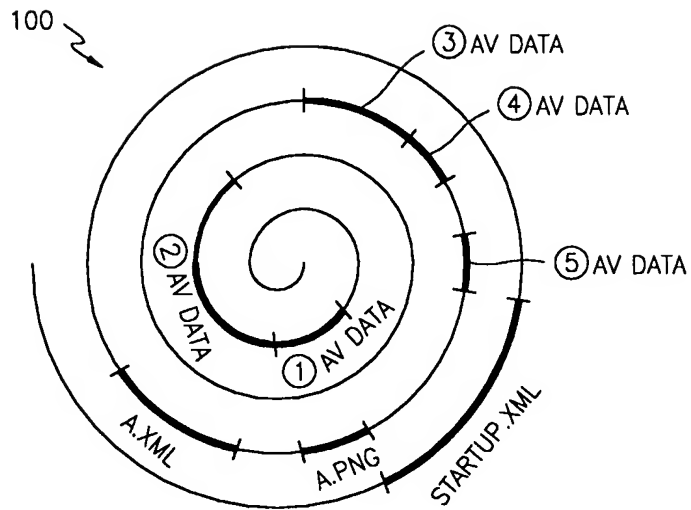 100
③ AV DATA
④ AV DATA
② AV DATA
⑤ AV DATA
① AV DATA
A.XML
A.PNG
STARTUP.XML